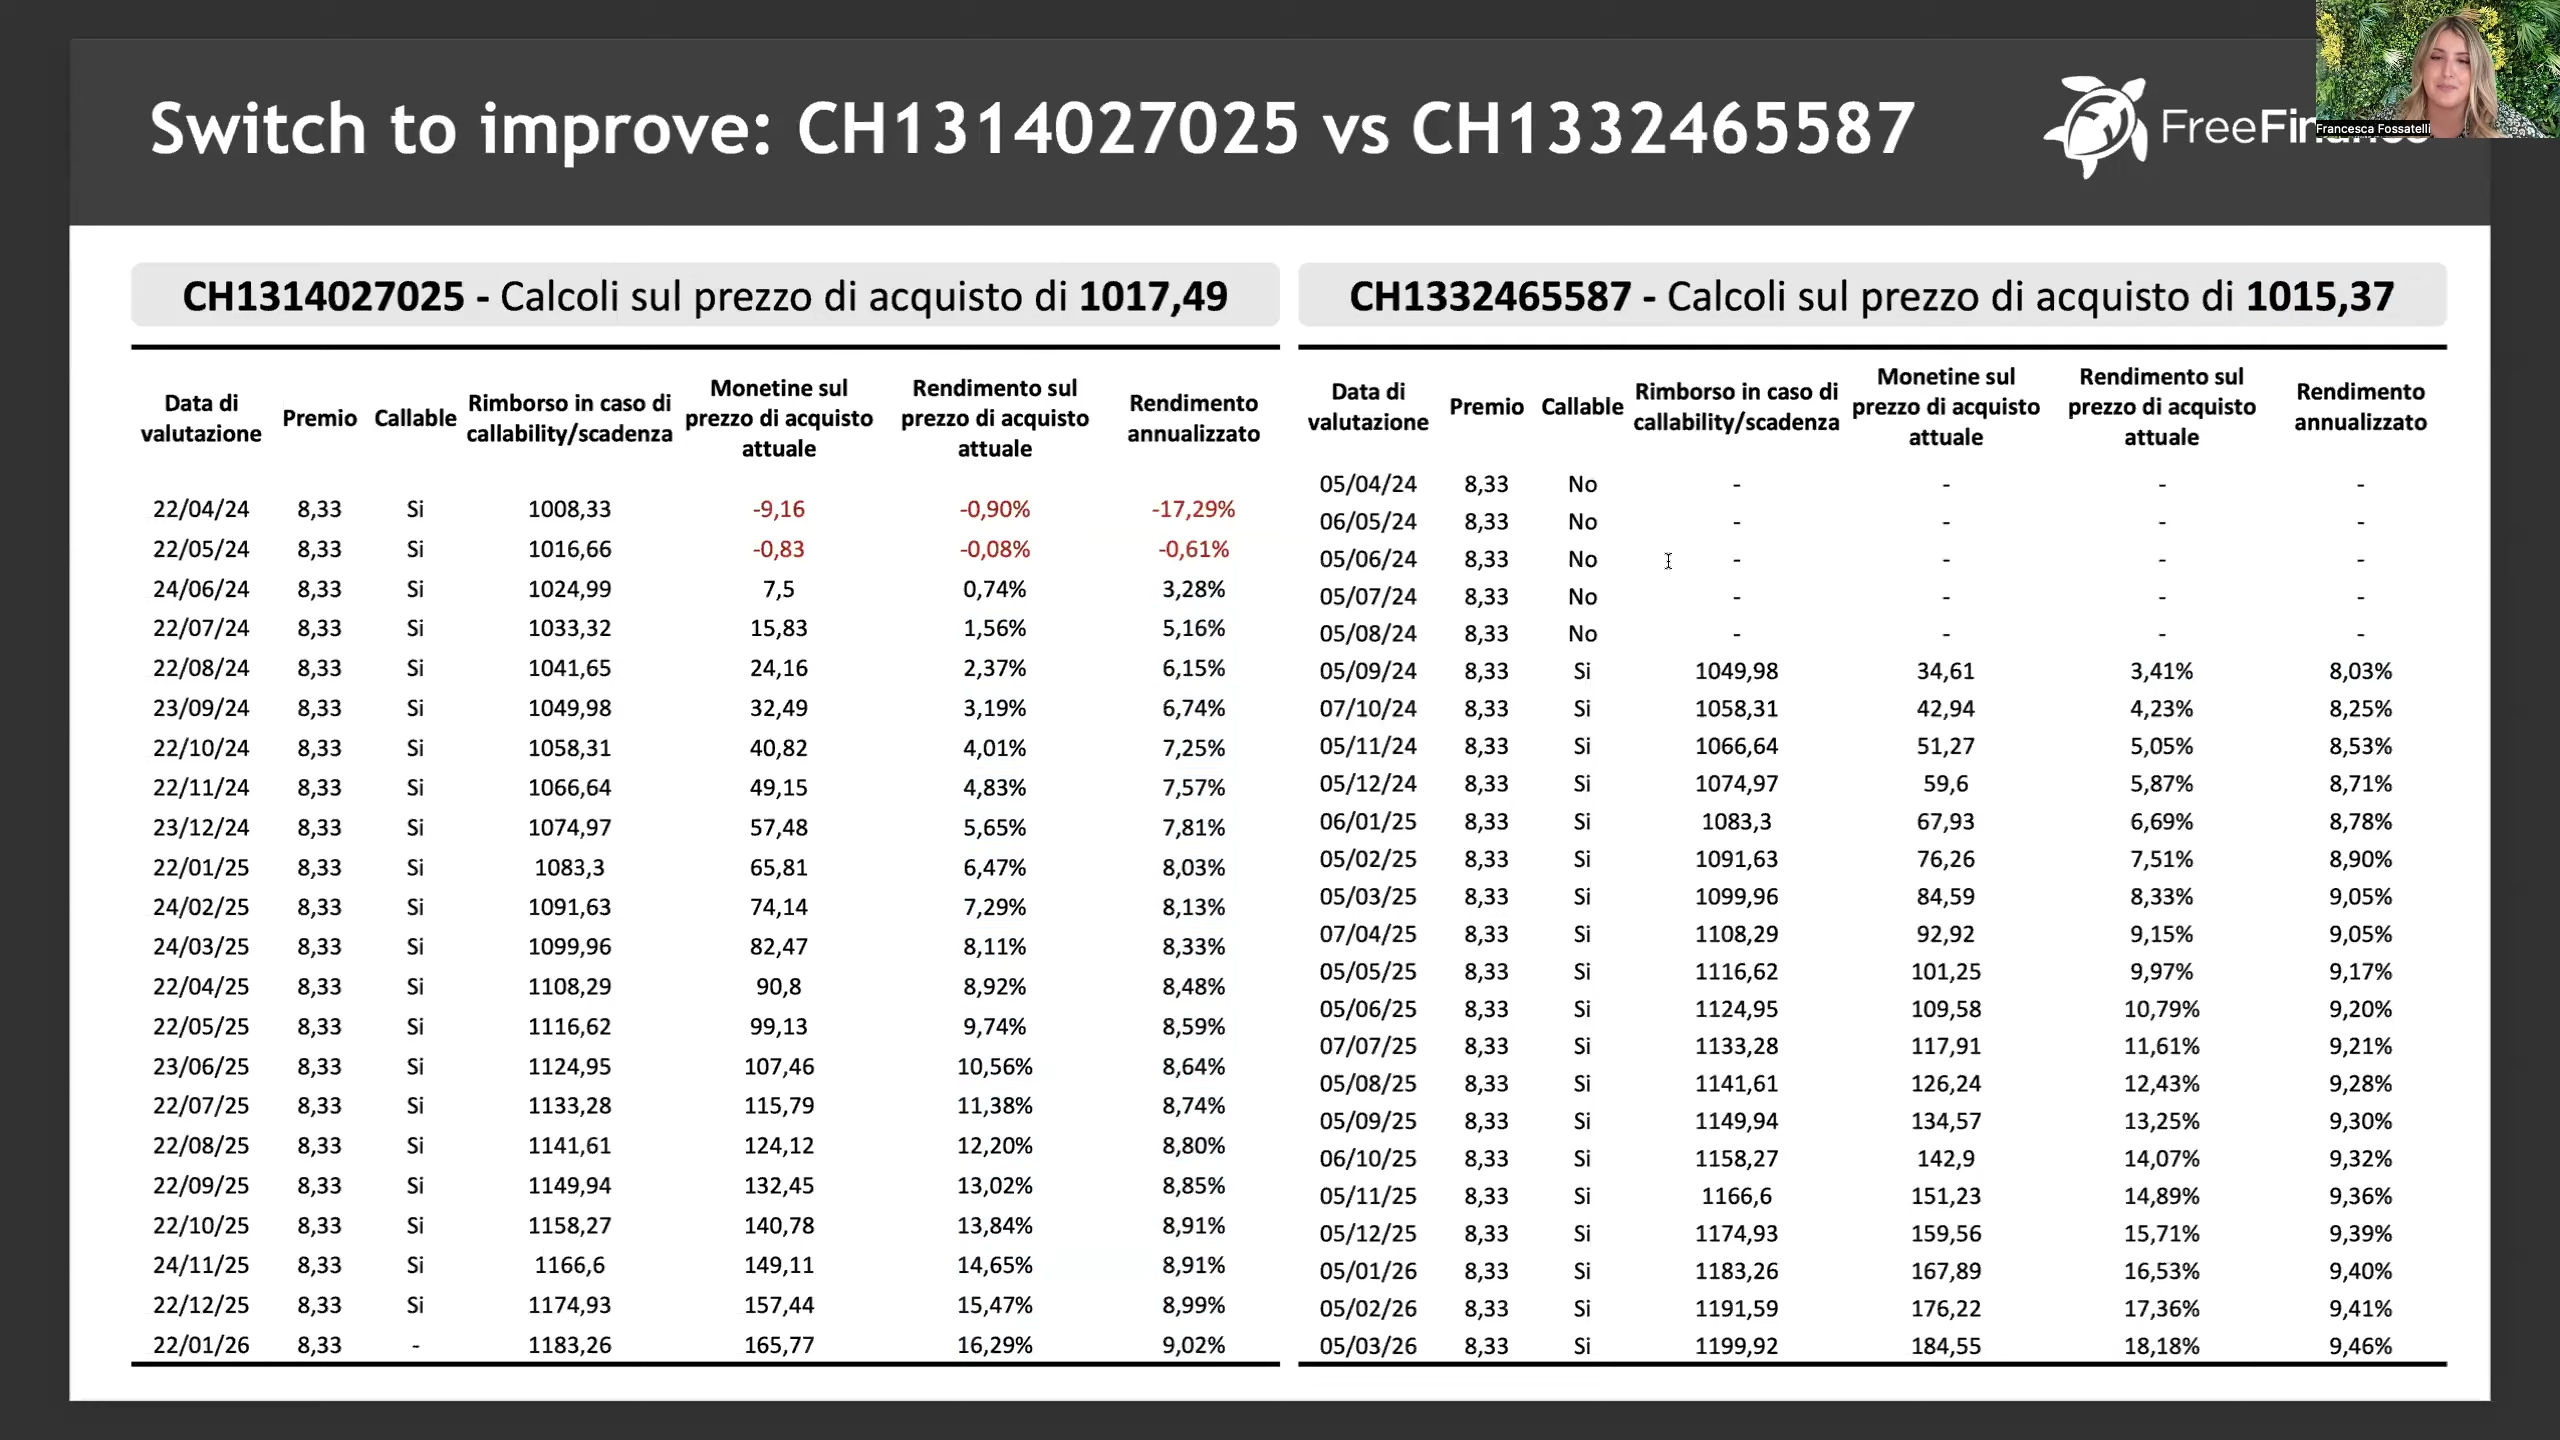 Switch to improve: CH1314027025 vs CH1332465587
Francesca Fossatelli
CH1314027025 - Calcoli sul prezzo di acquisto di 1017,49
Data di valutazione Premio Callable Rimborso in caso di callability/scadenza Monetine sul prezzo di acquisto attuale Rendimento sul prezzo di acquisto attuale Rendimento annualizzato
22/04/24 8,33 Si 1008,33 -9,16 -0,90% -17,29%
22/05/24 8,33 Si 1016,66 -0,83 -0,08% -0,61%
24/06/24 8,33 Si 1024,99 7,5 0,74% 3,28%
22/07/24 8,33 Si 1033,32 15,83 1,56% 5,16%
22/08/24 8,33 Si 1041,65 24,16 2,37% 6,15%
23/09/24 8,33 Si 1049,98 32,49 3,19% 6,74%
22/10/24 8,33 Si 1058,31 40,82 4,01% 7,25%
22/11/24 8,33 Si 1066,64 49,15 4,83% 7,57%
23/12/24 8,33 Si 1074,97 57,48 5,65% 7,81%
22/01/25 8,33 Si 1083,3 65,81 6,47% 8,03%
24/02/25 8,33 Si 1091,63 74,14 7,29% 8,13%
24/03/25 8,33 Si 1099,96 82,47 8,11% 8,33%
22/04/25 8,33 Si 1108,29 90,8 8,92% 8,48%
22/05/25 8,33 Si 1116,62 99,13 9,74% 8,59%
23/06/25 8,33 Si 1124,95 107,46 10,56% 8,64%
22/07/25 8,33 Si 1133,28 115,79 11,38% 8,74%
22/08/25 8,33 Si 1141,61 124,12 12,20% 8,80%
22/09/25 8,33 Si 1149,94 132,45 13,02% 8,85%
22/10/25 8,33 Si 1158,27 140,78 13,84% 8,91%
24/11/25 8,33 Si 1166,6 149,11 14,65% 8,91%
22/12/25 8,33 Si 1174,93 157,44 15,47% 8,99%
22/01/26 8,33 - 1183,26 165,77 16,29% 9,02%
CH1332465587 - Calcoli sul prezzo di acquisto di 1015,37
Data di valutazione Premio Callable Rimborso in caso di callability/scadenza Monetine sul prezzo di acquisto attuale Rendimento sul prezzo di acquisto attuale Rendimento annualizzato
05/04/24 8,33 No - - - -
06/05/24 8,33 No - - - -
05/06/24 8,33 No - - - -
05/07/24 8,33 No - - - -
05/08/24 8,33 No - - - -
05/09/24 8,33 Si 1049,98 34,61 3,41% 8,03%
07/10/24 8,33 Si 1058,31 42,94 4,23% 8,25%
05/11/24 8,33 Si 1066,64 51,27 5,05% 8,53%
05/12/24 8,33 Si 1074,97 59,6 5,87% 8,71%
06/01/25 8,33 Si 1083,3 67,93 6,69% 8,78%
05/02/25 8,33 Si 1091,63 76,26 7,51% 8,90%
05/03/25 8,33 Si 1099,96 84,59 8,33% 9,05%
07/04/25 8,33 Si 1108,29 92,92 9,15% 9,05%
05/05/25 8,33 Si 1116,62 101,25 9,97% 9,17%
05/06/25 8,33 Si 1124,95 109,58 10,79% 9,20%
07/07/25 8,33 Si 1133,28 117,91 11,61% 9,21%
05/08/25 8,33 Si 1141,61 126,24 12,43% 9,28%
05/09/25 8,33 Si 1149,94 134,57 13,25% 9,30%
06/10/25 8,33 Si 1158,27 142,9 14,07% 9,32%
05/11/25 8,33 Si 1166,6 151,23 14,89% 9,36%
05/12/25 8,33 Si 1174,93 159,56 15,71% 9,39%
05/01/26 8,33 Si 1183,26 167,89 16,53% 9,40%
05/02/26 8,33 Si 1191,59 176,22 17,36% 9,41%
05/03/26 8,33 Si 1199,92 184,55 18,18% 9,46%